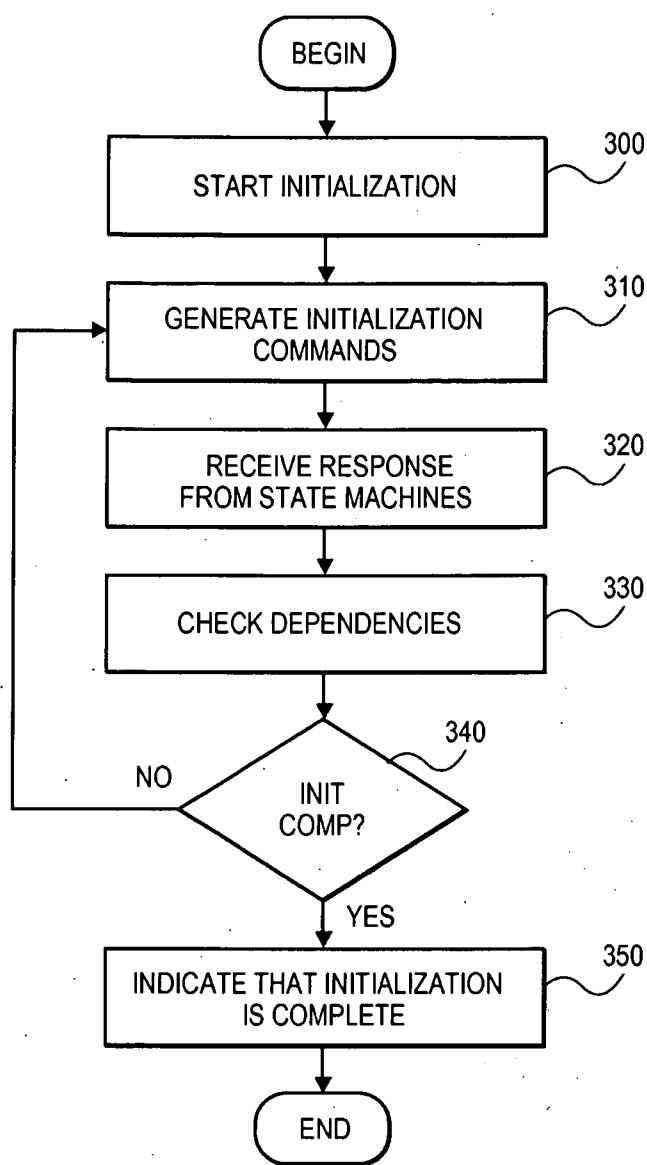 BEGIN
300
START INITIALIZATION
310
GENERATE INITIALIZATION
COMMANDS
320
RECEIVE RESPONSE
FROM STATE MACHINES
330
CHECK DEPENDENCIES
340
NO
INIT
COMP?
YES
350
INDICATE THAT INITIALIZATION
IS COMPLETE
END